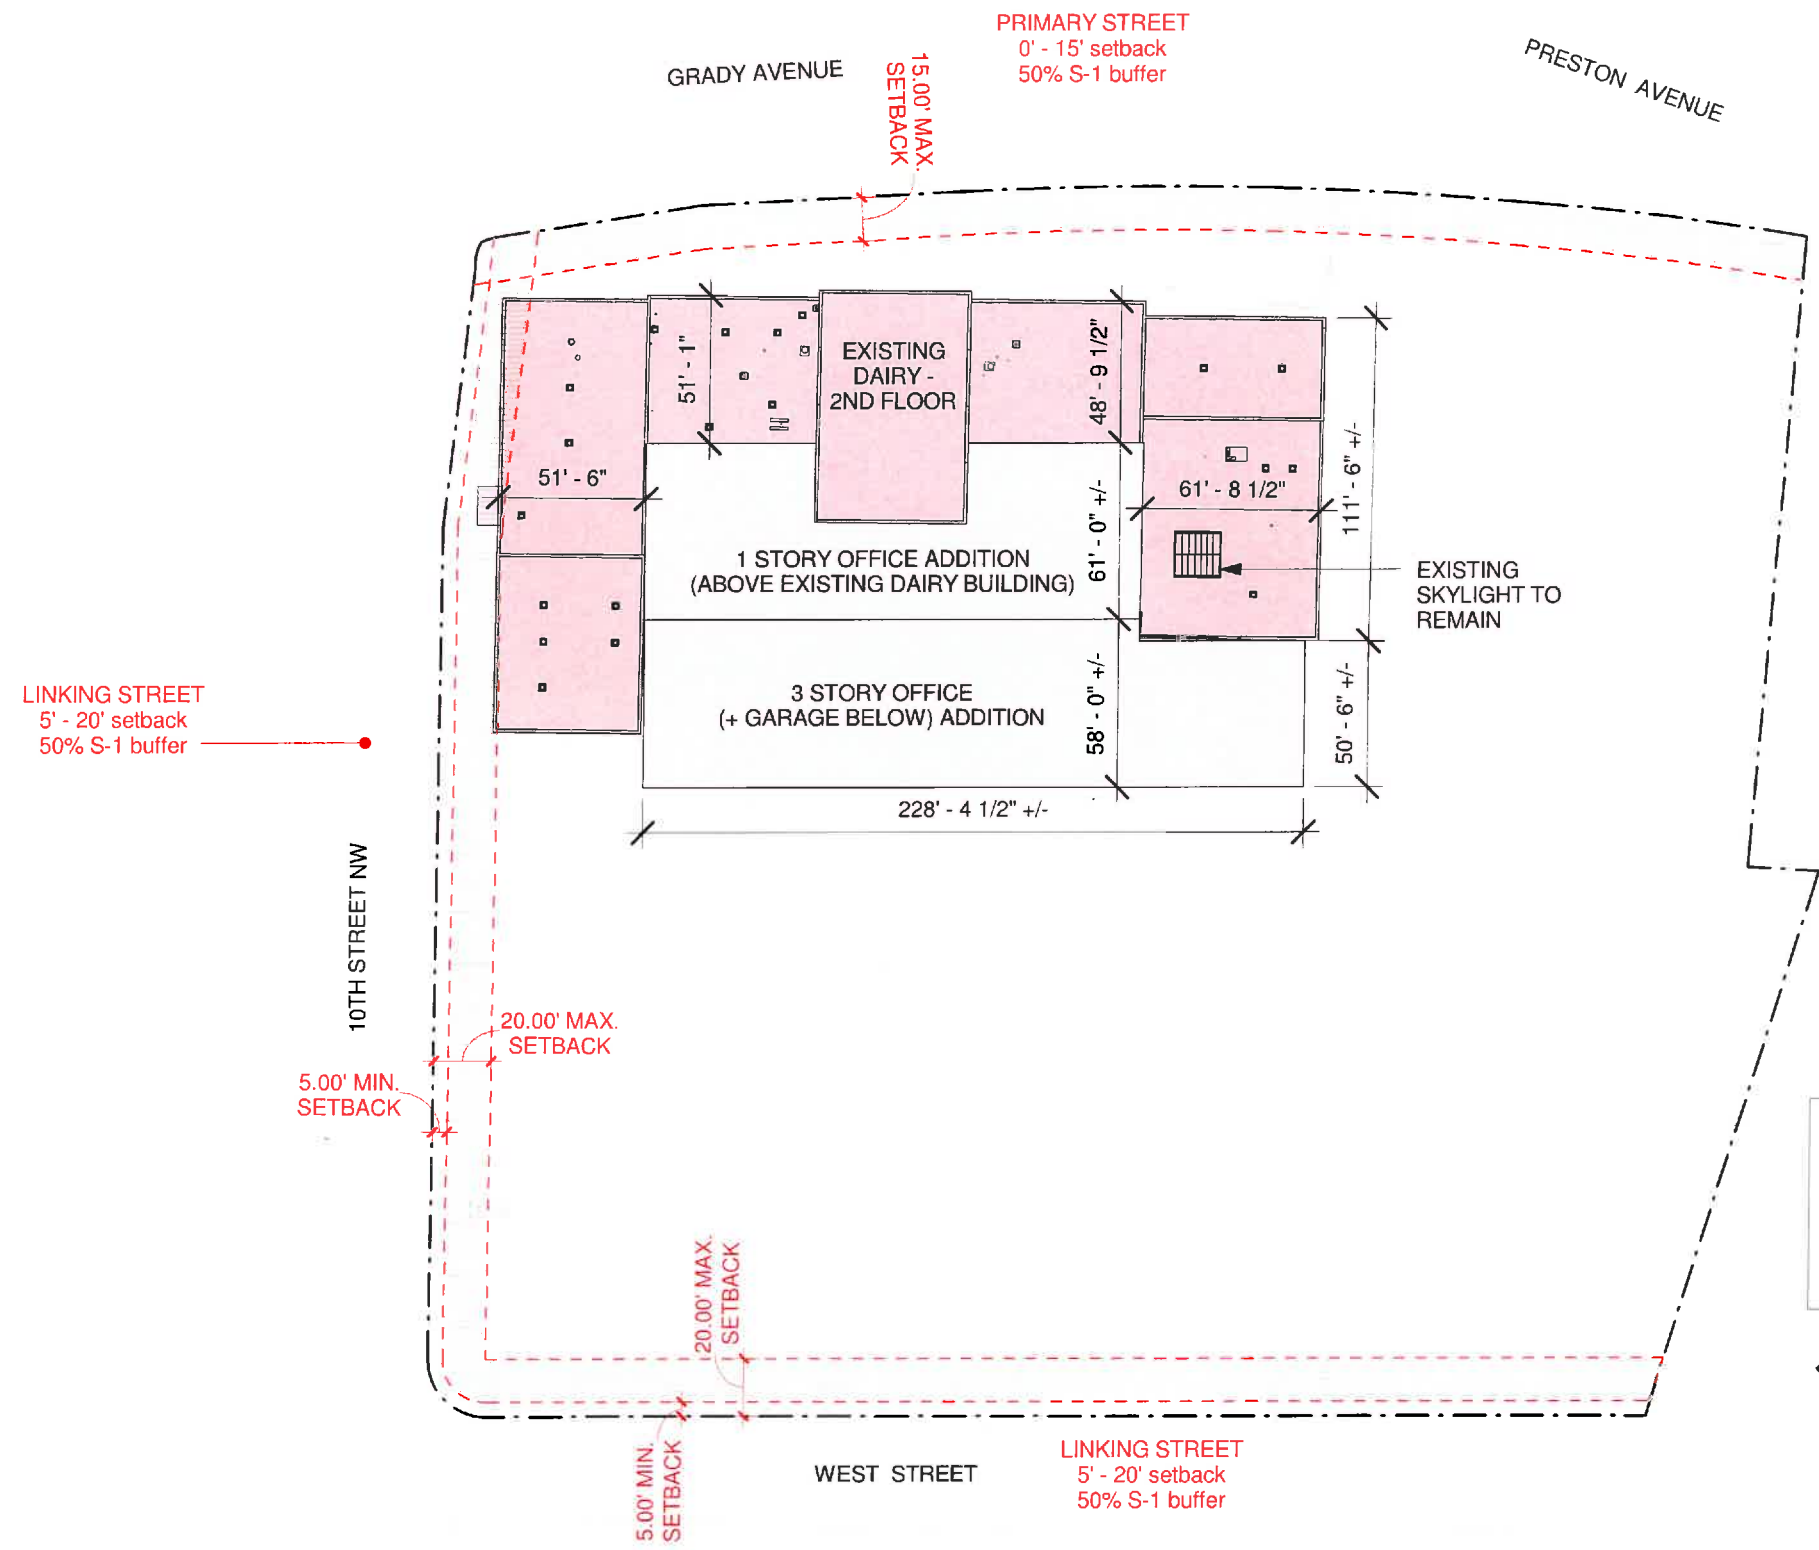 PRIMARY STREET
0' - 15' setback
50% S-1 buffer
GRADY AVENUE
PRESTON AVENUE
15.00' MAX.
SETBACK
EXISTING
DAIRY -
2ND FLOOR
51' - 1"
48' - 9 1/2"
51' - 6"
61' - 8 1/2"
111' - 6" +/-
61' - 0" +/-
1 STORY OFFICE ADDITION
(ABOVE EXISTING DAIRY BUILDING)
EXISTING
SKYLIGHT TO
REMAIN
3 STORY OFFICE
(+ GARAGE BELOW) ADDITION
58' - 0" +/-
50' - 6" +/-
228' - 4 1/2" +/-
LINKING STREET
5' - 20' setback
50% S-1 buffer
10TH STREET NW
20.00' MAX.
SETBACK
5.00' MIN.
SETBACK
20.00' MAX.
SETBACK
5.00' MIN.
SETBACK
WEST STREET
LINKING STREET
5' - 20' setback
50% S-1 buffer